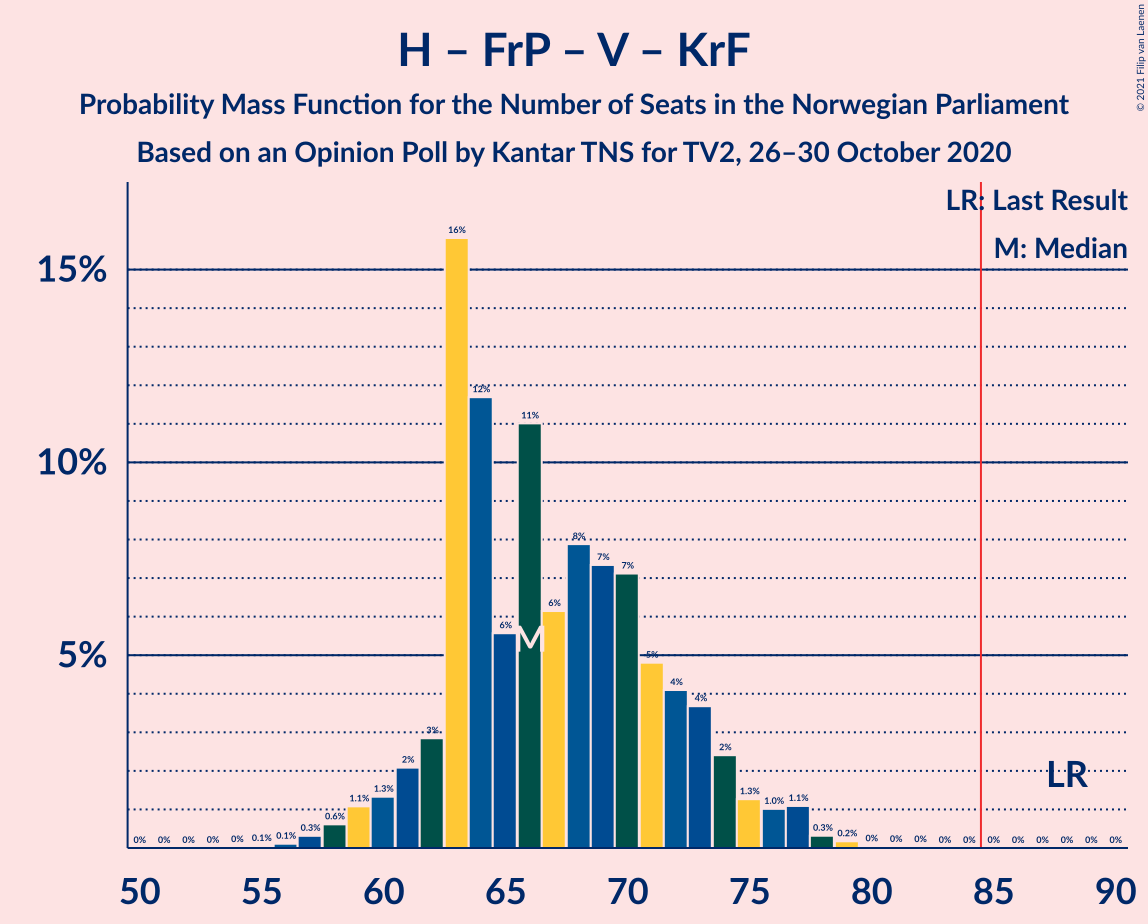 H – FrP – V – KrF
Probability Mass Function for the Number of Seats in the Norwegian Parliament
Based on an Opinion Poll by Kantar TNS for TV2, 26–30 October 2020
© 2021 Filip van Laenen
LR: Last Result
M: Median
15%
10%
5%
0% 0% 0% 0% 0% 0.1% 0.1% 0.3% 0.6% 1.1% 1.3% 2% 3% 16% 12% 6% 11% 6% 8% 7% 7% 5% 4% 4% 2% 1.3% 1.0% 1.1% 0.3% 0.2% 0% 0% 0% 0% 0% 0% 0% 0% 0% 0% 0%
M
LR
50 55 60 65 70 75 80 85 90